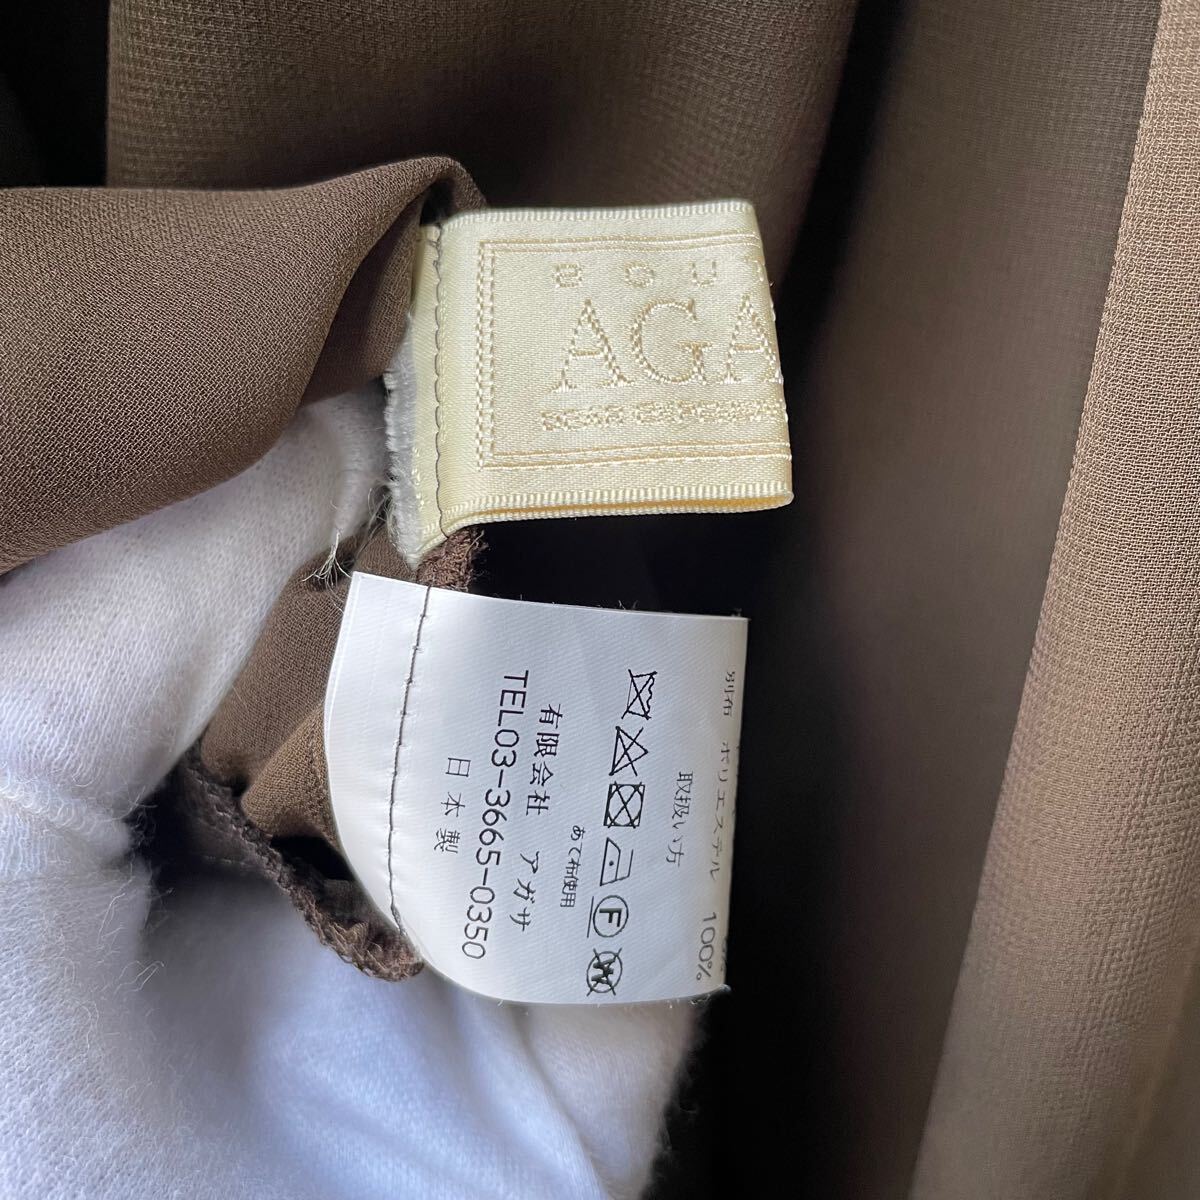 AGA
別布 ポリエステル 100%
取扱い方
F
W
あて布使用
有限会社 アガサ
TEL03-3665-0350
日本製